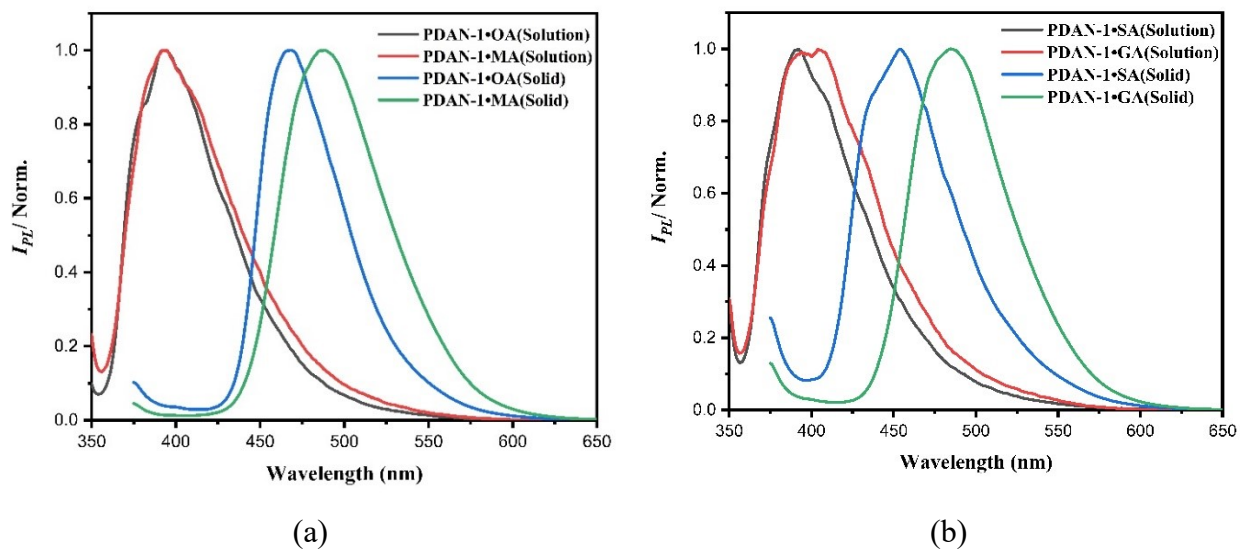 PDAN-1•OA(Solution)
PDAN-1•MA(Solution)
PDAN-1•OA(Solid)
PDAN-1•MA(Solid)
1.0
0.8
0.6
0.4
0.2
0.0
I_PL/ Norm.
350 400 450 500 550 600 650
Wavelength (nm)
(a)
PDAN-1•SA(Solution)
PDAN-1•GA(Solution)
PDAN-1•SA(Solid)
PDAN-1•GA(Solid)
1.0
0.8
0.6
0.4
0.2
0.0
I_PL/ Norm.
350 400 450 500 550 600 650
Wavelength (nm)
(b)